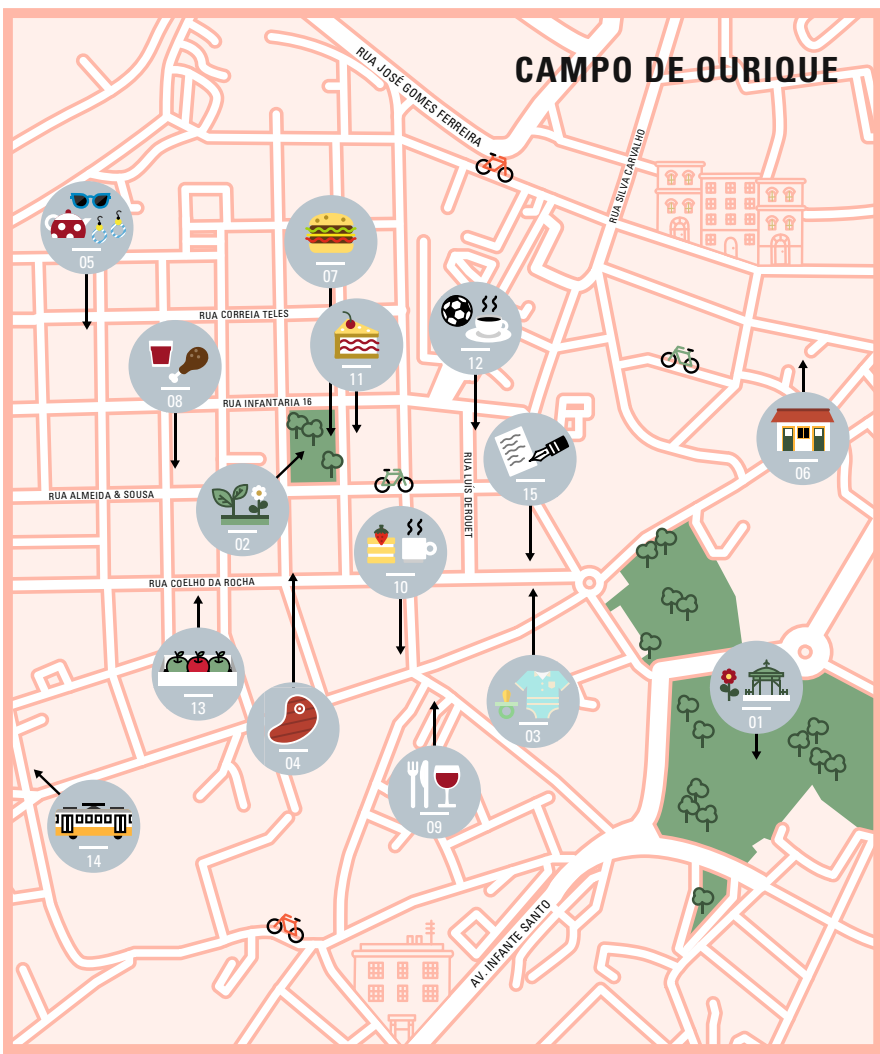 CAMPO DE OURIQUE
RUA JOSÉ GOMES FERREIRA
RUA SILVA CARVALHO
05
07
RUA CORREIA TELES
12
11
08
RUA INFANTARIA 16
06
RUA LUÍS DEROUET
15
RUA ALMEIDA & SOUSA
02
RUA COELHO DA ROCHA
10
13
01
03
04
09
14
AV. INFANTE SANTO